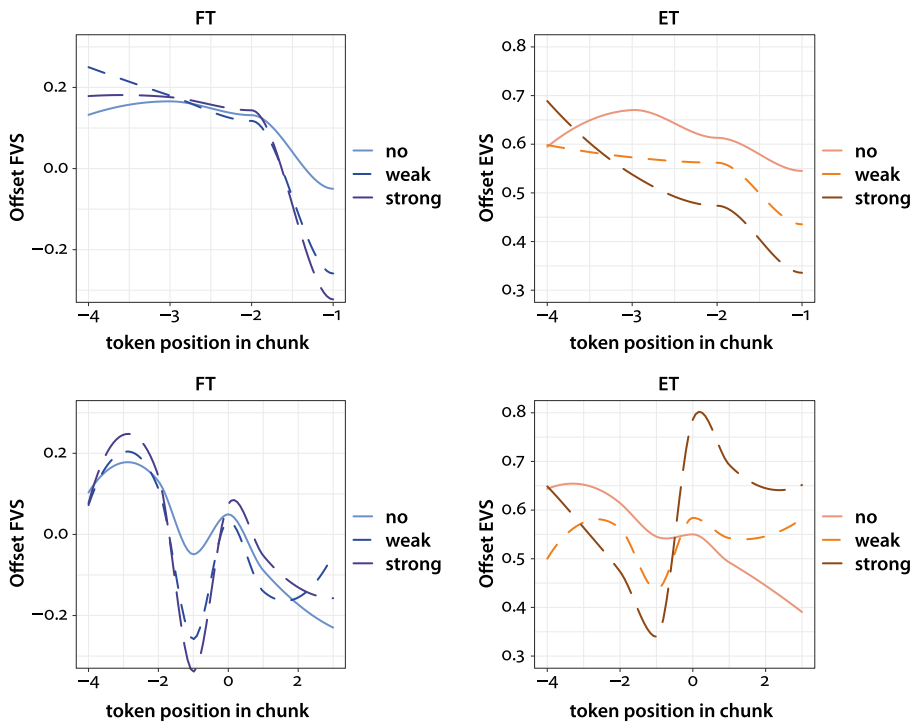 FT
0.2
0.0
−0.2
−4 −3 −2 −1
Offset FVS
token position in chunk
no
weak
strong
ET
0.8
0.7
0.6
0.5
0.4
0.3
−4 −3 −2 −1
Offset EVS
token position in chunk
no
weak
strong
FT
0.2
0.0
−0.2
−4 −2 0 2
Offset FVS
token position in chunk
no
weak
strong
ET
0.8
0.7
0.6
0.5
0.4
0.3
−4 −2 0 2
Offset EVS
token position in chunk
no
weak
strong